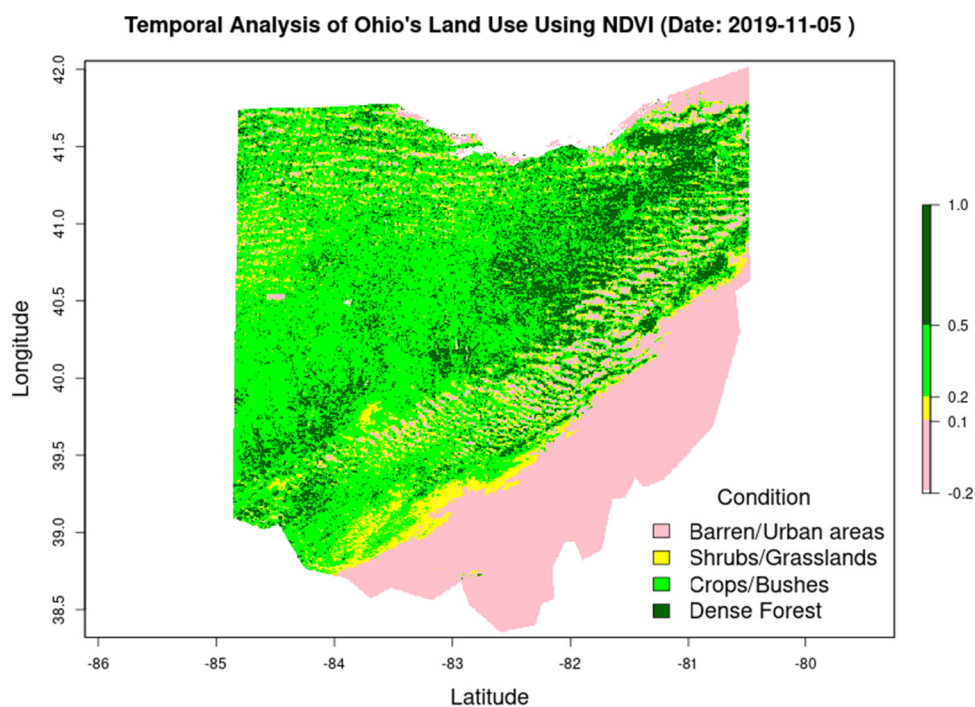 Temporal Analysis of Ohio's Land Use Using NDVI (Date: 2019-11-05 )
42.0
41.5
41.0
40.5
40.0
39.5
39.0
38.5
Longitude
1.0
0.5
0.2
0.1
-0.2
Condition
Barren/Urban areas
Shrubs/Grasslands
Crops/Bushes
Dense Forest
-86 -85 -84 -83 -82 -81 -80
Latitude